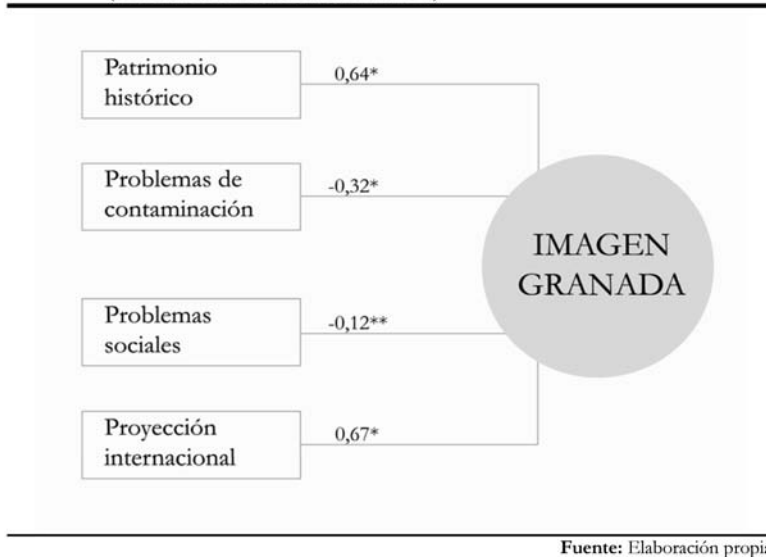 Patrimonio
histórico
0,64*
Problemas de
contaminación
-0,32*
IMAGEN
GRANADA
Problemas
sociales
-0,12**
Proyección
internacional
0,67*
Fuente: Elaboración propia